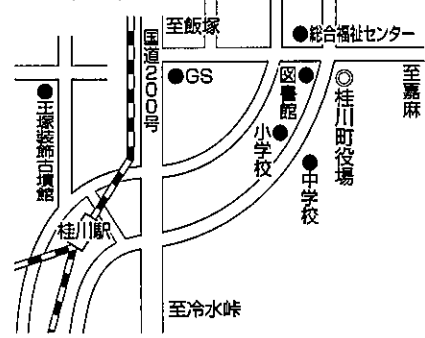 至飯塚
●総合福祉センター
国道200号
●GS
図書館
◎桂川町役場
至嘉麻
●王塚装飾古墳館
小学校
中学校
桂川駅
至冷水峠